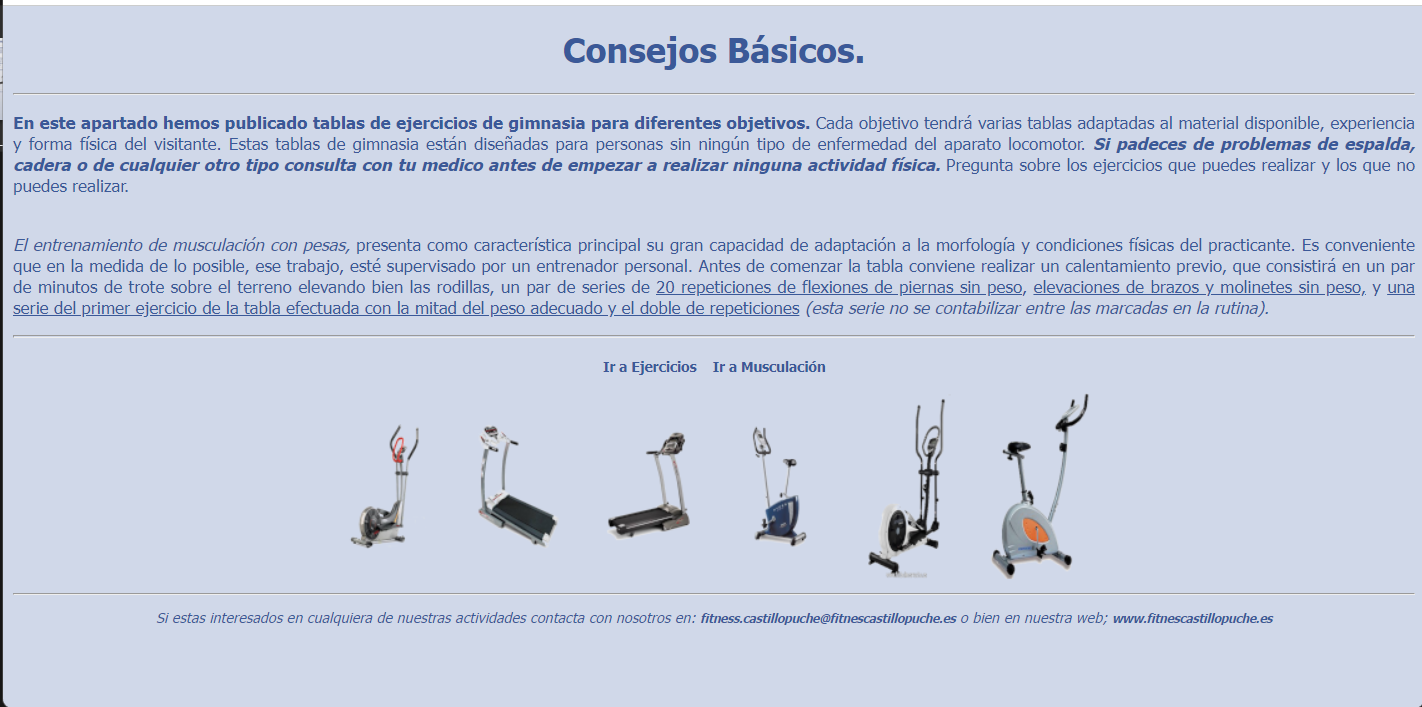 Consejos Básicos.
En este apartado hemos publicado tablas de ejercicios de gimnasia para diferentes objetivos. Cada objetivo tendrá varias tablas adaptadas al material disponible, experiencia
y forma física del visitante. Estas tablas de gimnasia están diseñadas para personas sin ningún tipo de enfermedad del aparato locomotor. Si padeces de problemas de espalda,
cadera o de cualquier otro tipo consulta con tu medico antes de empezar a realizar ninguna actividad física. Pregunta sobre los ejercicios que puedes realizar y los que no
puedes realizar.
El entrenamiento de musculación con pesas, presenta como característica principal su gran capacidad de adaptación a la morfología y condiciones físicas del practicante. Es conveniente
que en la medida de lo posible, ese trabajo, esté supervisado por un entrenador personal. Antes de comenzar la tabla conviene realizar un calentamiento previo, que consistirá en un par
de minutos de trote sobre el terreno elevando bien las rodillas, un par de series de 20 repeticiones de flexiones de piernas sin peso, elevaciones de brazos y molinetes sin peso, y una
serie del primer ejercicio de la tabla efectuada con la mitad del peso adecuado y el doble de repeticiones (esta serie no se contabilizar entre las marcadas en la rutina).
Ir a Ejercicios Ir a Musculación
Si estas interesados en cualquiera de nuestras actividades contacta con nosotros en: fitness.castillopuche@fitnescastillopuche.es o bien en nuestra web; www.fitnescastillopuche.es